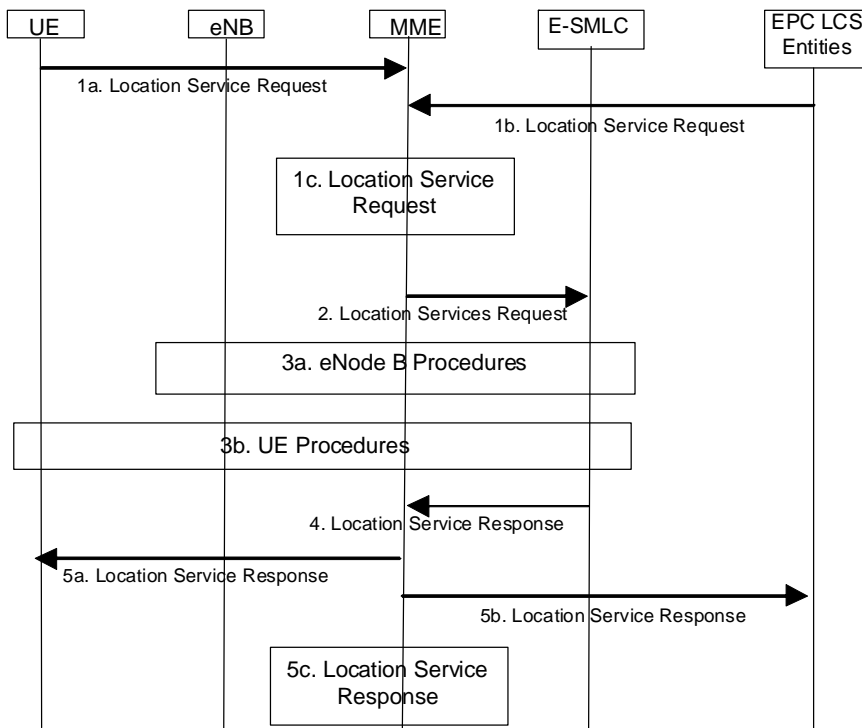 UE
eNB
MME
E-SMLC
EPC LCS
Entities
1a. Location Service Request
1b. Location Service Request
1c. Location Service
Request
2. Location Services Request
3a. eNode B Procedures
3b. UE Procedures
4. Location Service Response
5a. Location Service Response
5b. Location Service Response
5c. Location Service
Response